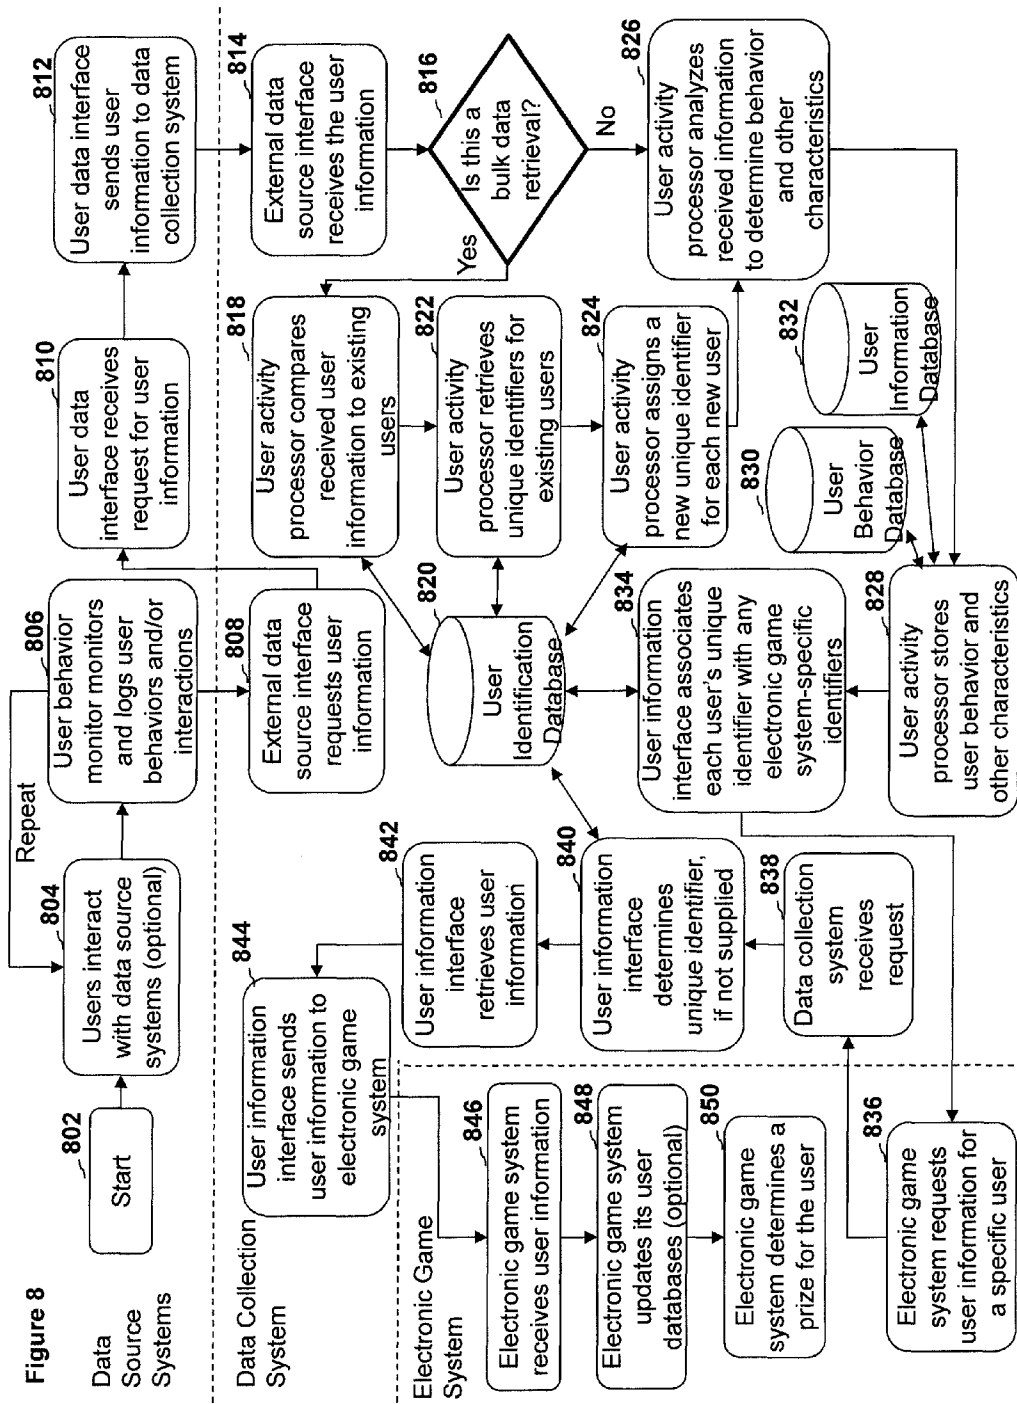 Figure 8
Data
Source
Systems
802
Start
804
Users interact
with data source
systems (optional)
Repeat
806
User behavior
monitor monitors
and logs user
behaviors and/or
interactions
810
User data
interface receives
request for user
information
812
User data interface
sends user
information to data
collection system
Data Collection
System
808
External data
source interface
requests user
information
814
External data
source interface
receives the user
information
816
Is this a
bulk data
retrieval?
Yes
No
818
User activity
processor compares
received user
information to existing
users
820
User
Identification
Database
822
User activity
processor retrieves
unique identifiers for
existing users
824
User activity
processor assigns a
new unique identifier
for each new user
826
User activity
processor analyzes
received information
to determine behavior
and other
characteristics
828
User activity
processor stores
user behavior and
other characteristics
830
User
Behavior
Database
832
User
Information
Database
834
User information
interface associates
each user's unique
identifier with any
electronic game
system-specific
identifiers
Electronic Game
System
836
Electronic game
system requests
user information for
a specific user
838
Data collection
system
receives
request
840
User information
interface
determines
unique identifier,
if not supplied
842
User information
interface
retrieves user
information
844
User information
interface sends
user information to
electronic game
system
846
Electronic game system
receives user information
848
Electronic game system
updates its user
databases (optional)
850
Electronic game
system determines a
prize for the user